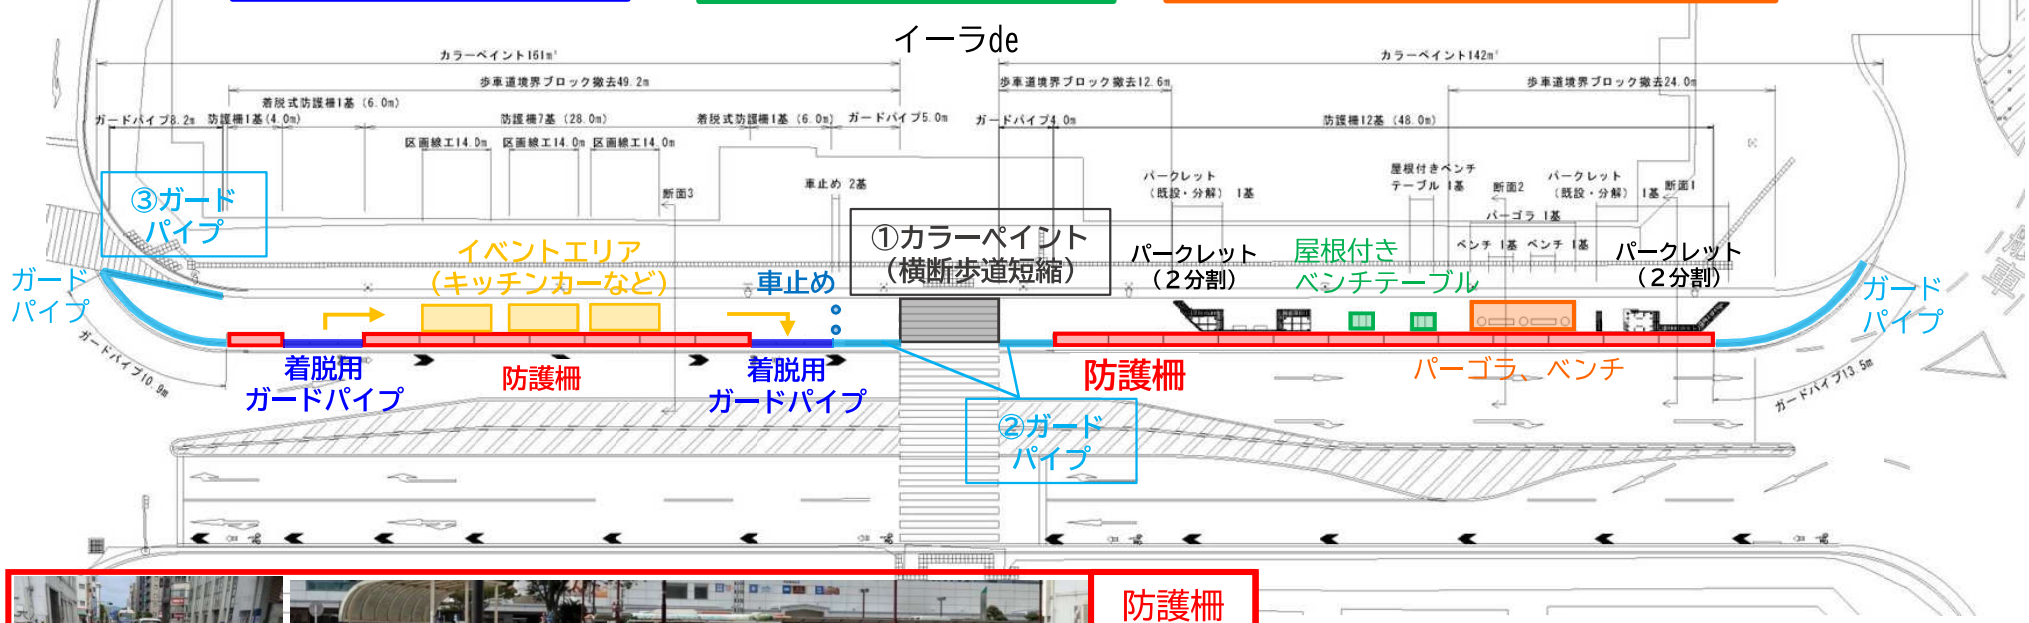 イーラde
カラーペイント161m²
カラーペイント142m²
歩車道境界ブロック撤去49.2m
歩車道境界ブロック撤去12.6m
歩車道境界ブロック撤去24.0m
着脱式防護柵1基(6.0m)
ガードパイプ8.2m
防護柵1基(4.0m)
防護柵7基(28.0m)
着脱式防護柵1基(6.0m)
ガードパイプ5.0m
ガードパイプ4.0m
防護柵12基(48.0m)
区画線工14.0m
区画線工14.0m
区画線工14.0m
断面3
車止め 2基
パークレット
(既設・分解) 1基
屋根付きベンチ
テーブル 1基
断面2
パークレット
(既設・分解) 1基
断面1
パーゴラ 1基
ベンチ 1基
ベンチ 1基
③ガード
パイプ
イベントエリア
(キッチンカーなど)
車止め
①カラーペイント
(横断歩道短縮)
パークレット
(2分割)
屋根付き
ベンチテーブル
パークレット
(2分割)
ガード
パイプ
ガード
パイプ
ガードパイプ10.9m
着脱用
ガードパイプ
防護柵
着脱用
ガードパイプ
防護柵
パーゴラ、ベンチ
ガードパイプ13.5m
②ガード
パイプ
防護柵